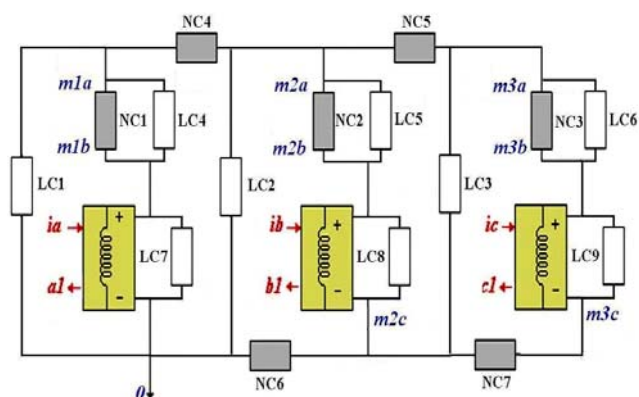 NC4
NC5
m1a
m2a
m3a
NC1
LC4
NC2
LC5
NC3
LC6
m1b
m2b
m3b
LC1
LC2
LC3
ia
+
ib
+
ic
+
LC7
LC8
LC9
a1
-
b1
-
c1
-
m2c
m3c
NC6
NC7
0